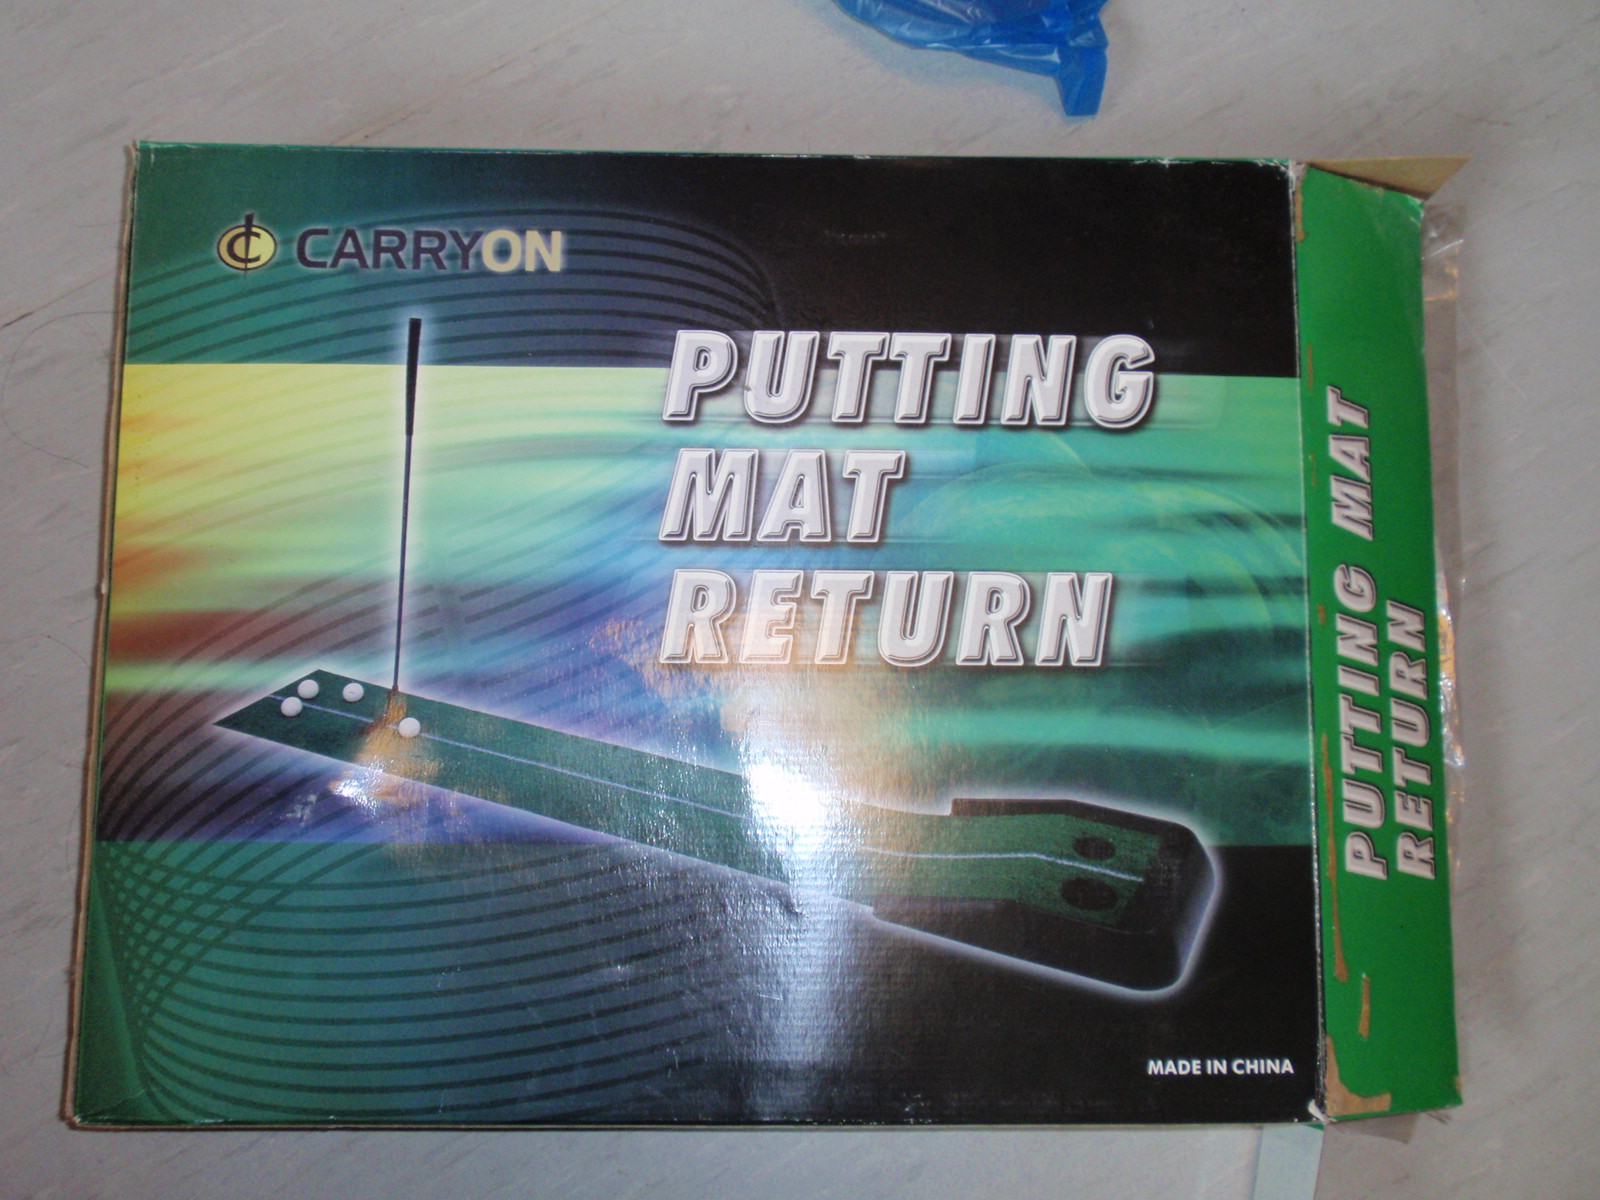 CARRYON
PUTTING
MAT
RETURN
MADE IN CHINA
PUTTING MAT
RETURN